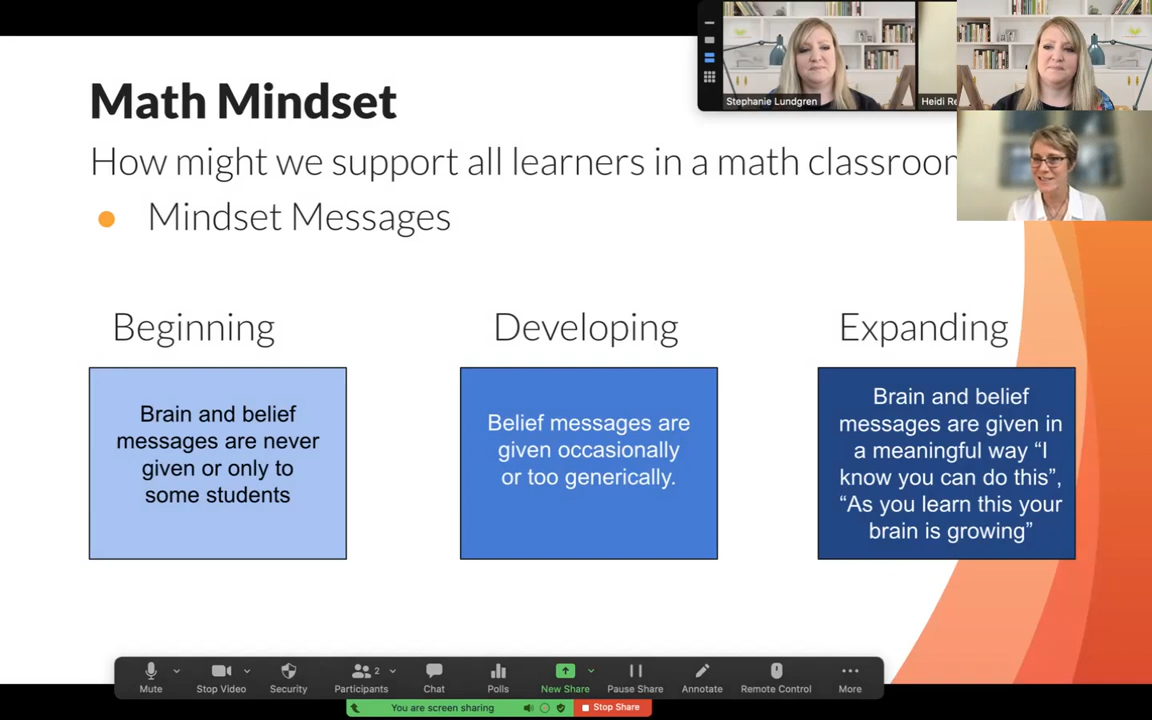 Math Mindset
How might we support all learners in a math
Mindset Messages
Beginning
Brain and belief
messages are never
given or only to
some students
Developing
Belief messages are
given occasionally
or too generically.
Expanding
Brain and belief
messages are given in
a meaningful way “I
know you can do this”,
“As you learn this your
brain is growing”
Stephanie Lundgren
Heidi
Mute
Stop Video
Security
Participants
2
Chat
Polls
New Share
Pause Share
Annotate
Remote Control
More
You are screen sharing
Stop Share